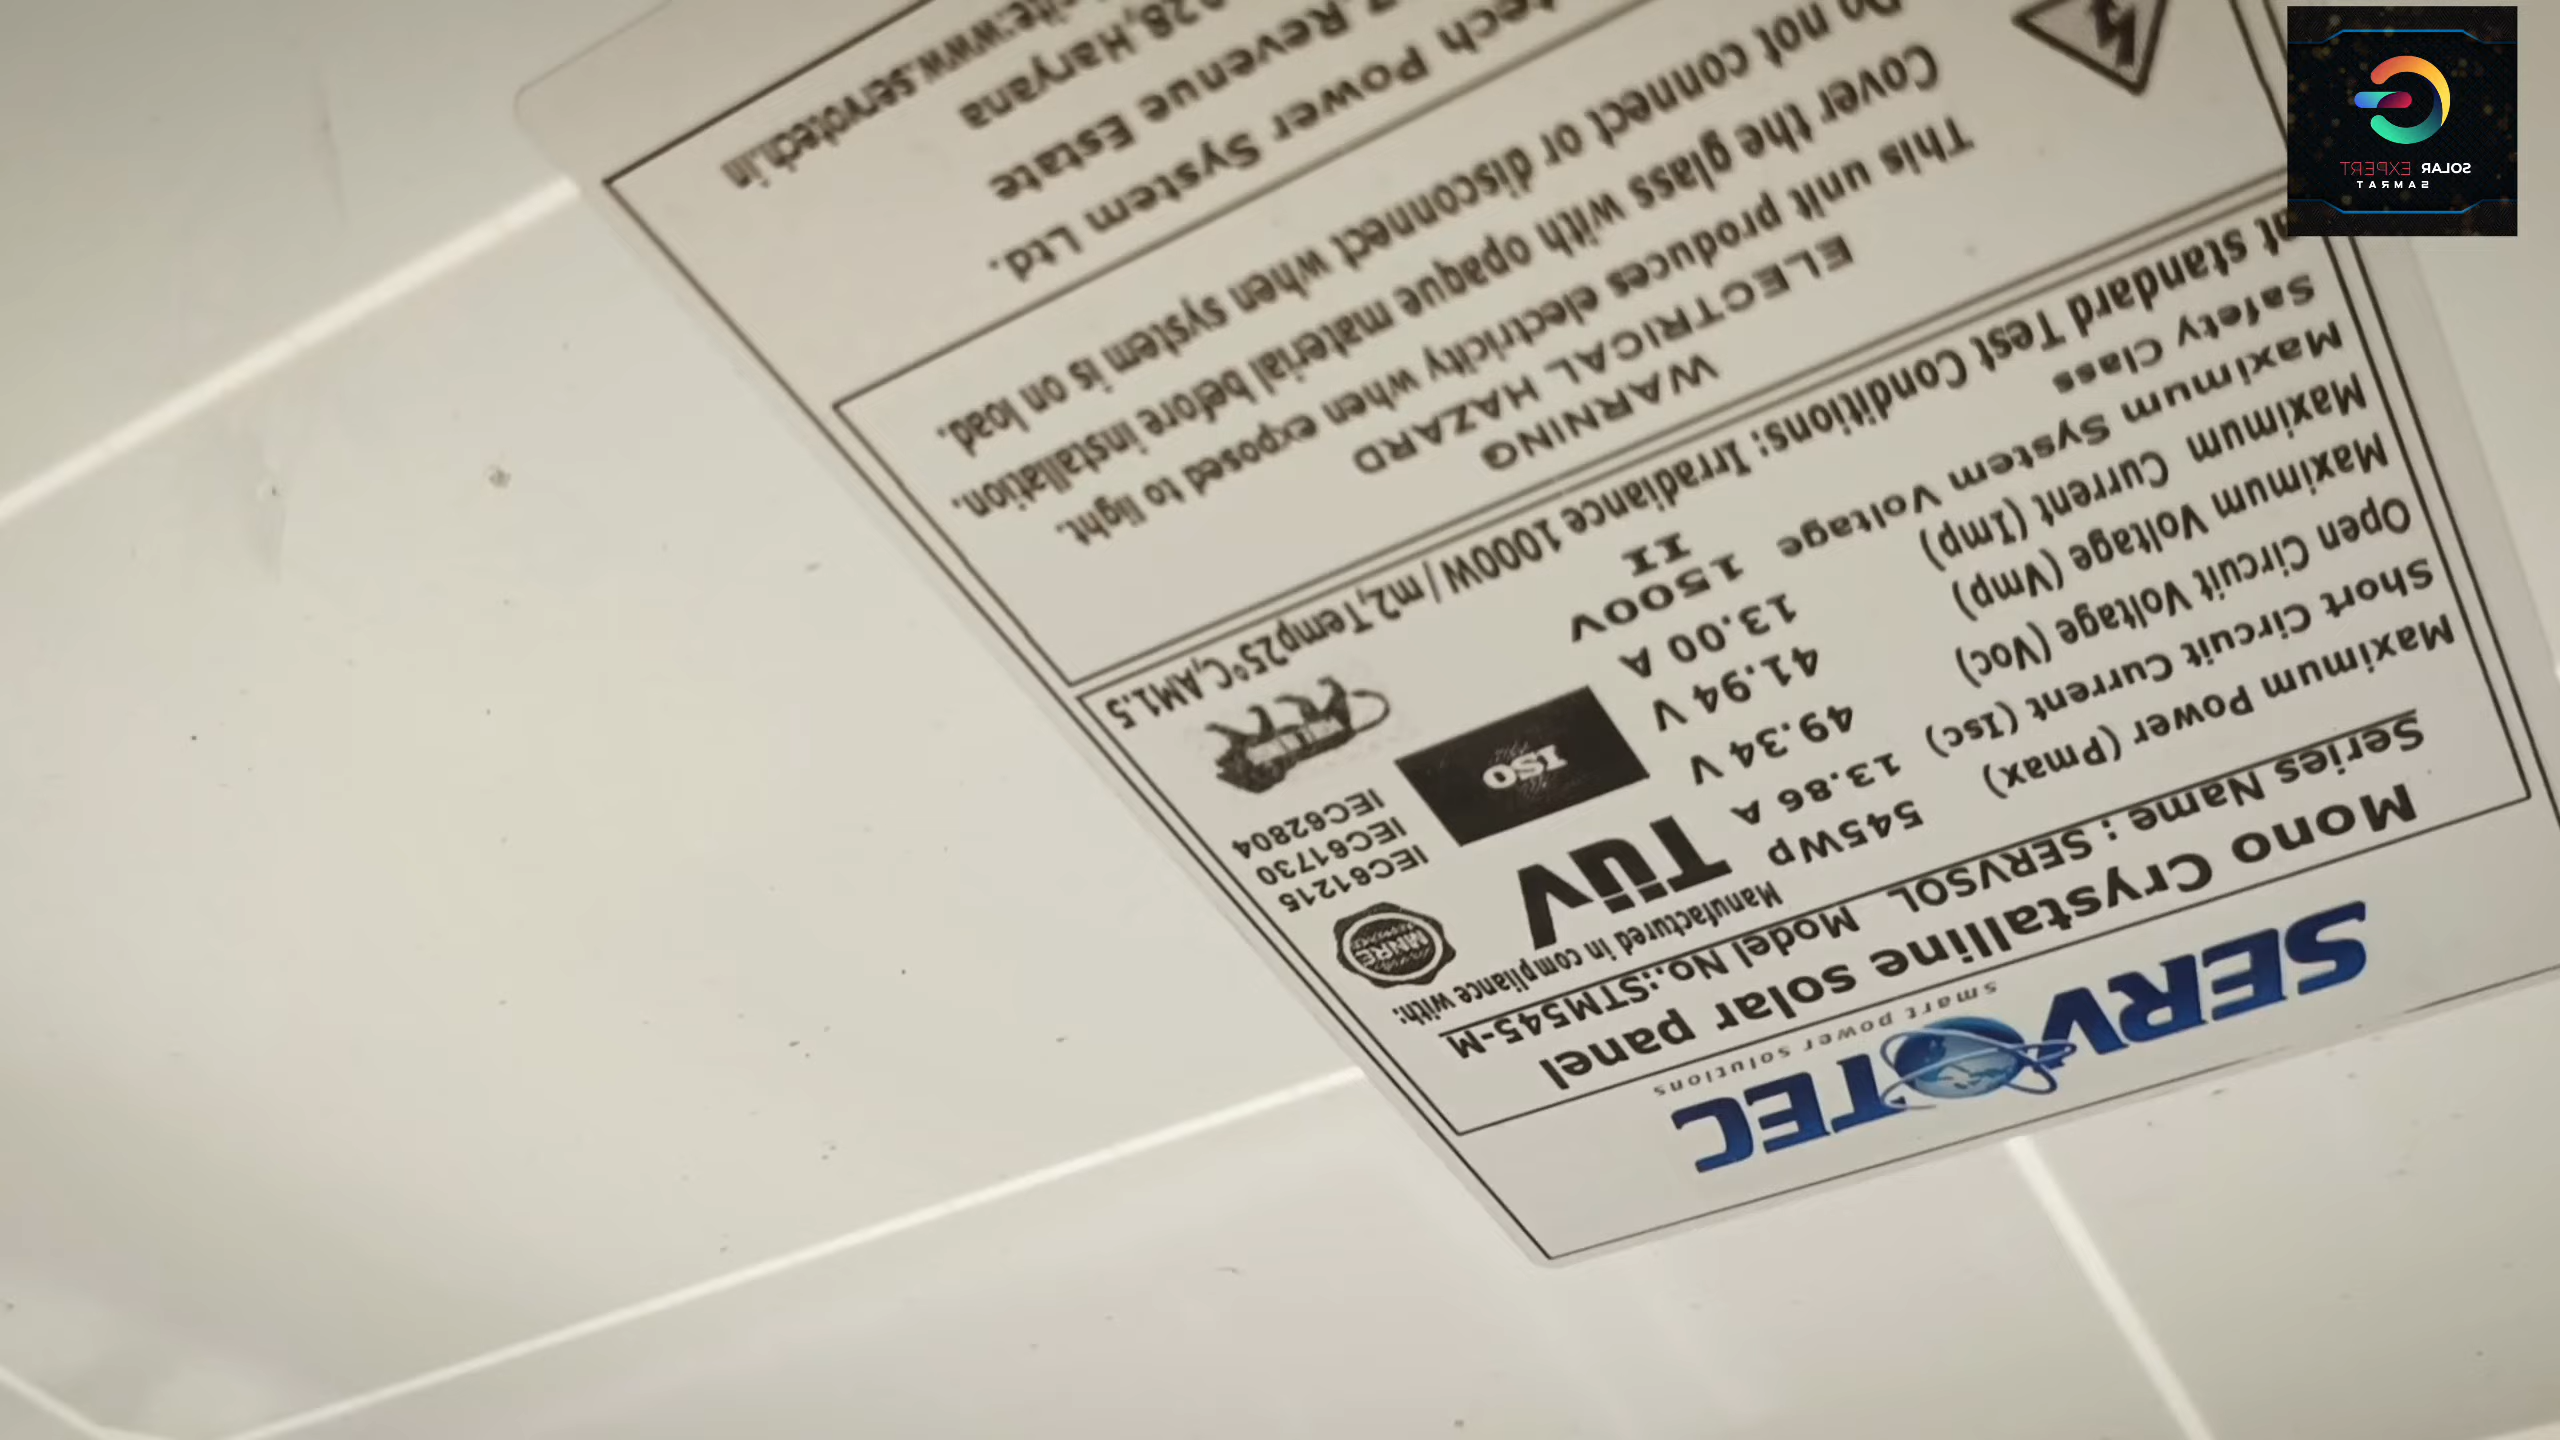 SERVOTEC
smart power solutions
Mono Crystalline solar panel
Series Name : SERVSOL Model No.:STM545-M
Maximum Power (Pmax) 545Wp
Short Circuit Current (Isc) 13.86 A
Open Circuit Voltage (Voc) 49.34 V
Maximum Voltage (Vmp) 41.94 V
Maximum Current (Imp) 13.00 A
Maximum System Voltage 1500V
Safety Class II
Manufactured in compliance with:
TÜV
MNRE
IEC61215
IEC61730
IEC62804
ISO
standard Test Conditions: Irradiance 1000W/m2,Temp25°C,AM1.5
WARNING
ELECTRICAL HAZARD
This unit produces electricity when exposed to light.
Cover the glass with opaque material before installation.
Do not connect or disconnect when system is on load.
tech Power System Ltd.
Revenue Estate
028,Haryana
site:www.servotech.in
SOLAR EXPERT
SAMRAT